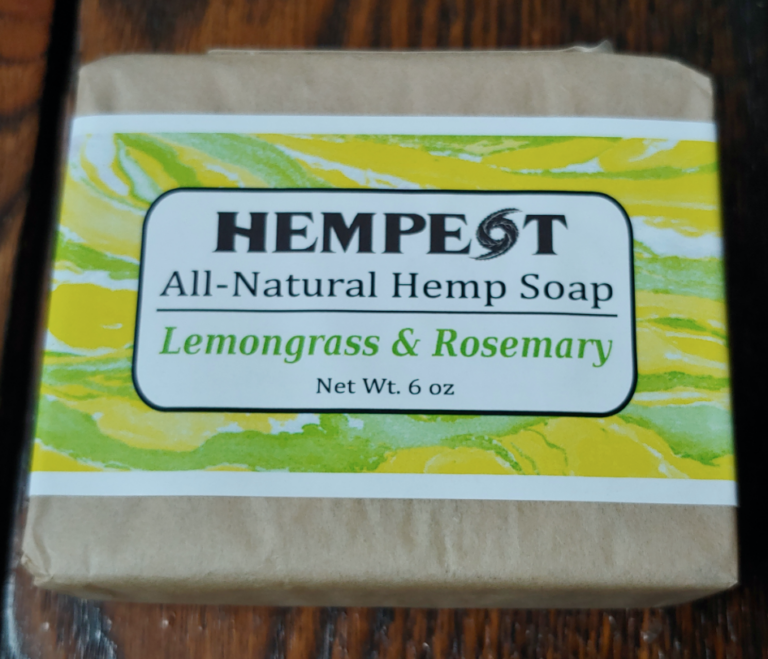 HEMPEST
All-Natural Hemp Soap
Lemongrass & Rosemary
Net Wt. 6 oz